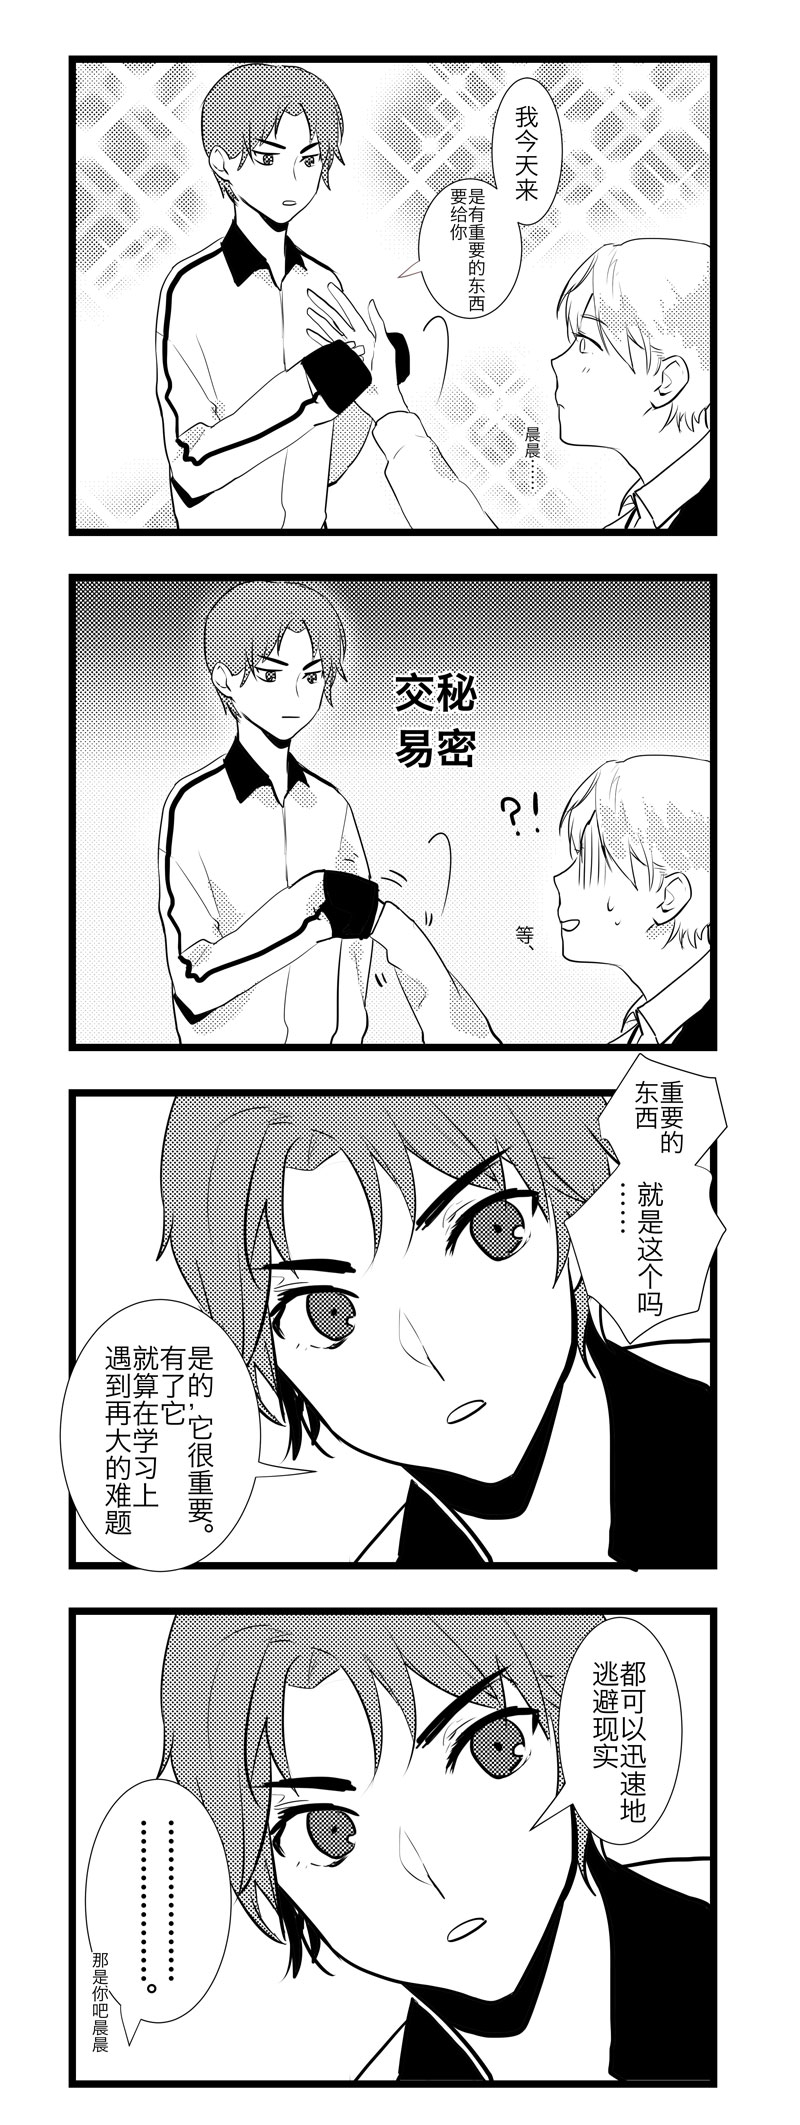 我今天来
是有重要的东西
要给你
晨晨……
秘密
交易
?!
等、
重要的
东西
就是这个吗
……
是的,它很重要。
有了它
就算在学习上
遇到再大的难题
都可以迅速地
逃避现实
……………
……………。
那是你吧晨晨